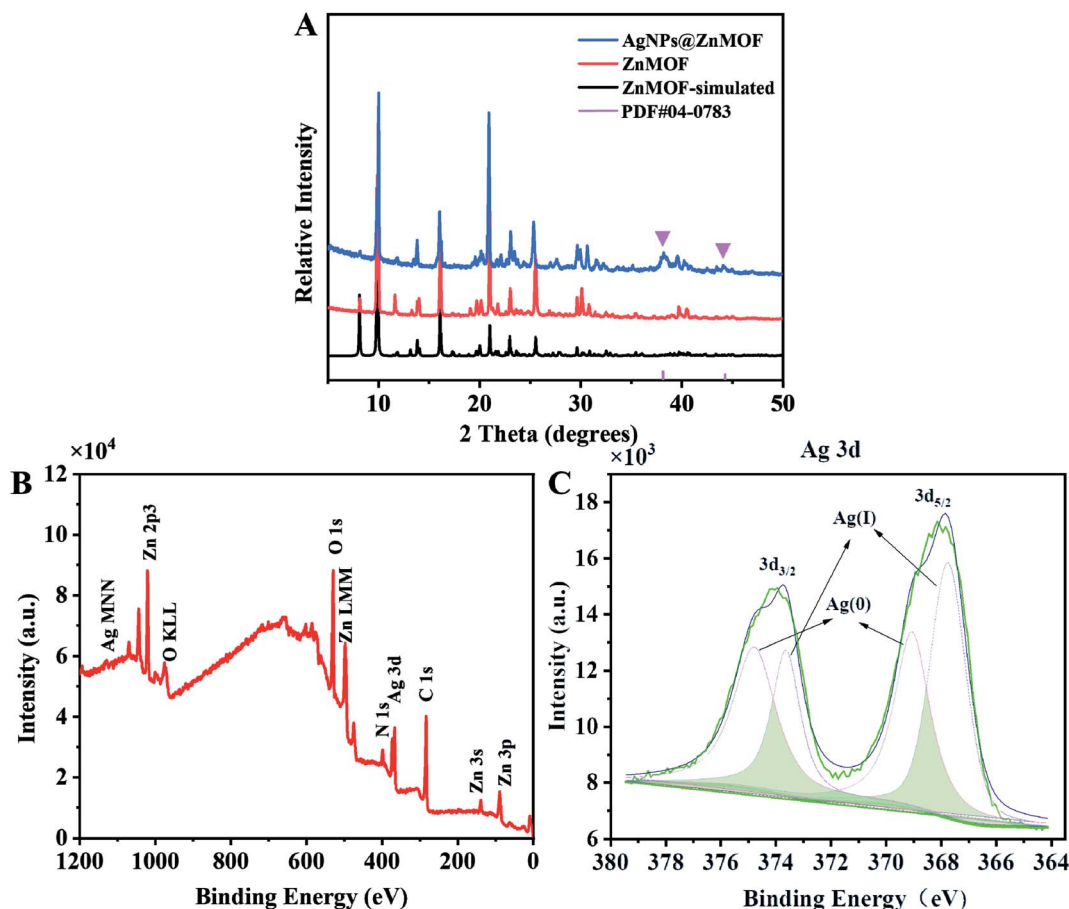 A
AgNPs@ZnMOF
ZnMOF
ZnMOF-simulated
PDF#04-0783
Relative Intensity
10 20 30 40 50
2 Theta (degrees)
B
×10⁴
12
10
8
6
4
2
0
Intensity (a.u.)
Ag MNN
Zn 2p3
O KLL
O 1s
Zn LMM
N 1s
Ag 3d
C 1s
Zn 3s
Zn 3p
1200 1000 800 600 400 200 0
Binding Energy (eV)
C
×10³
Ag 3d
18
16
14
12
10
8
6
Intensity (a.u.)
3d5/2
Ag(I)
3d3/2
Ag(0)
380 378 376 374 372 370 368 366 364
Binding Energy (eV)